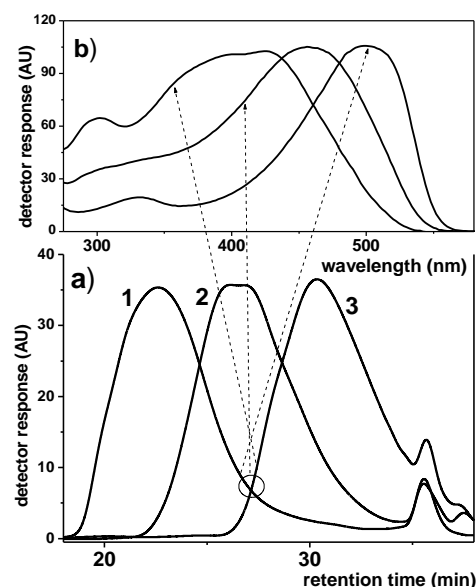 b)
120
90
60
30
0
detector response (AU)
300 400 500
wavelength (nm)
a)
1 2 3
40
30
20
10
0
detector response (AU)
20 30
retention time (min)